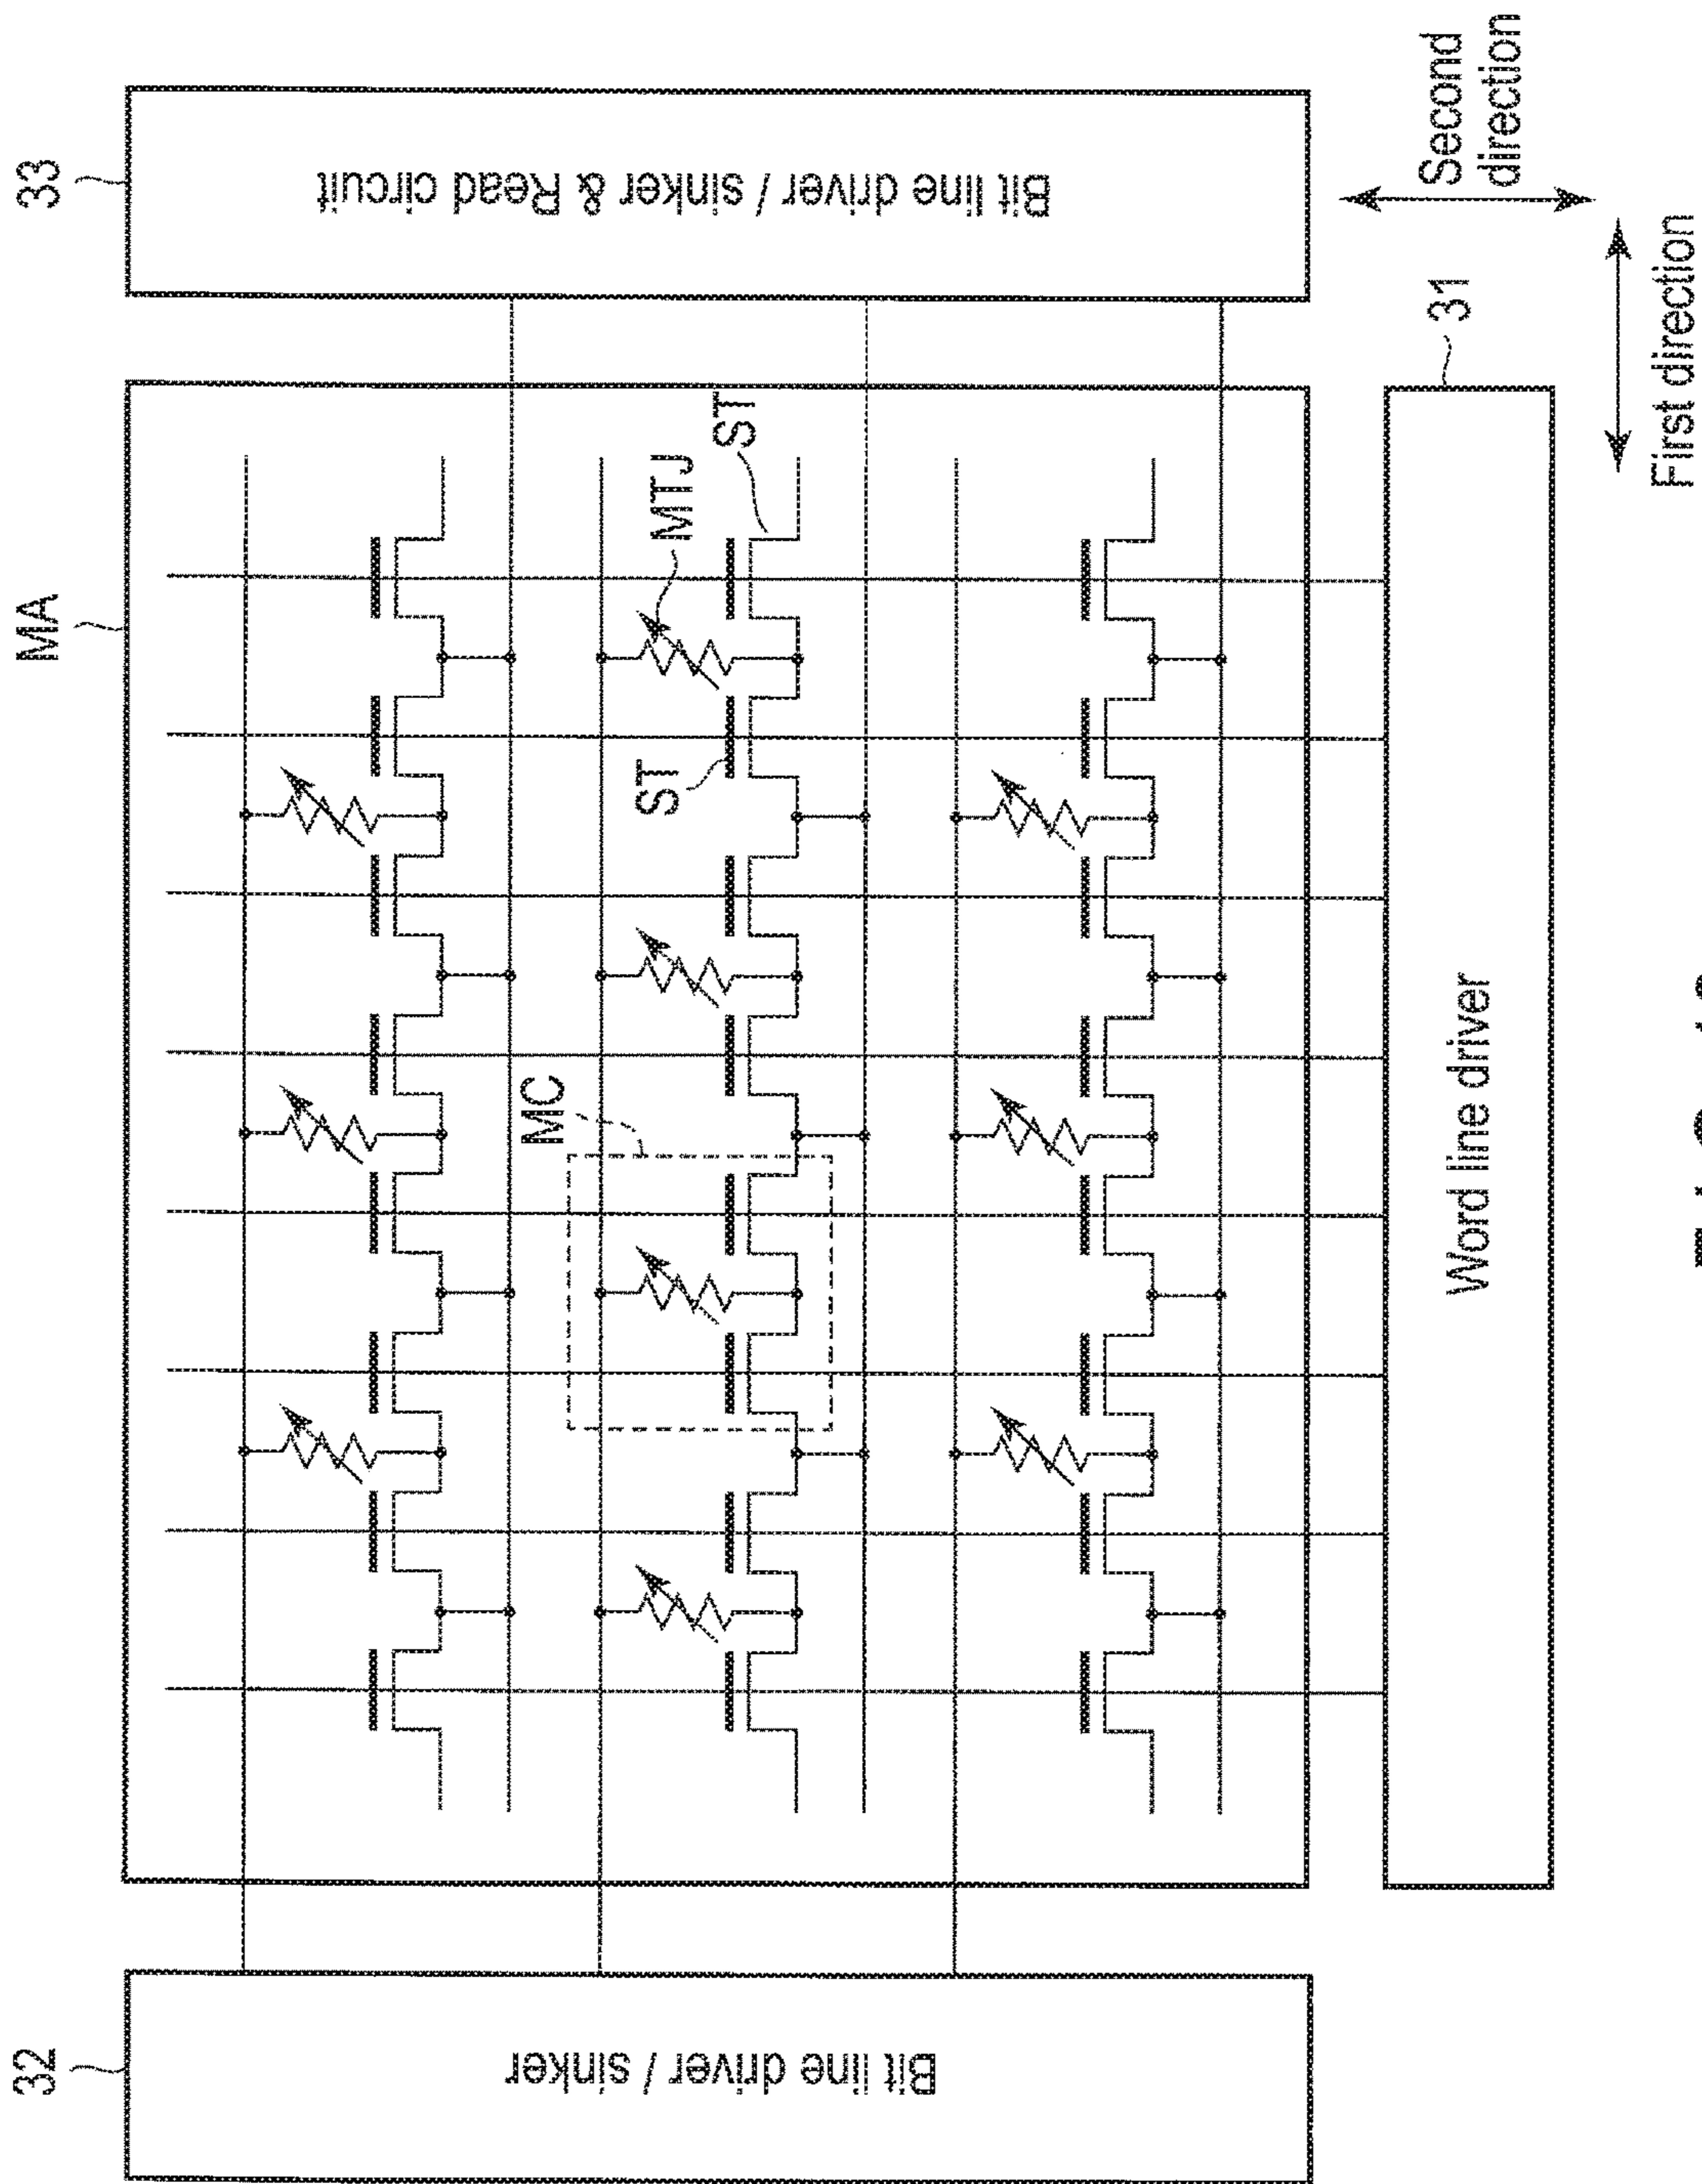 33
Bit line driver / sinker & Read circuit
Second
direction
First direction
MA
ST
MTJ
ST
31
MC
Word line driver
32
Bit line driver / sinker